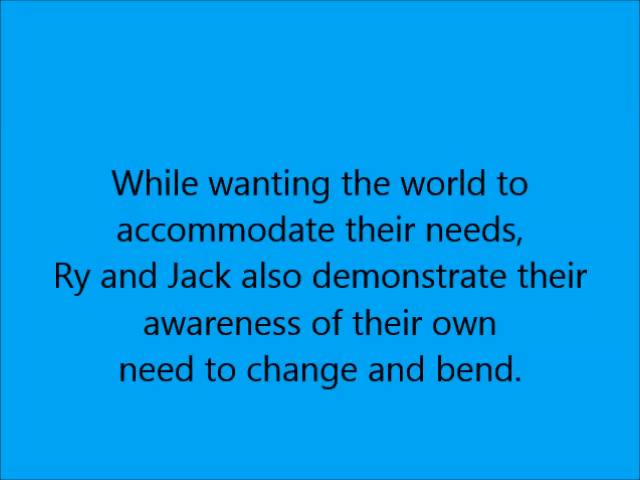 While wanting the world to
accommodate their needs,
Ry and Jack also demonstrate their
awareness of their own
need to change and bend.